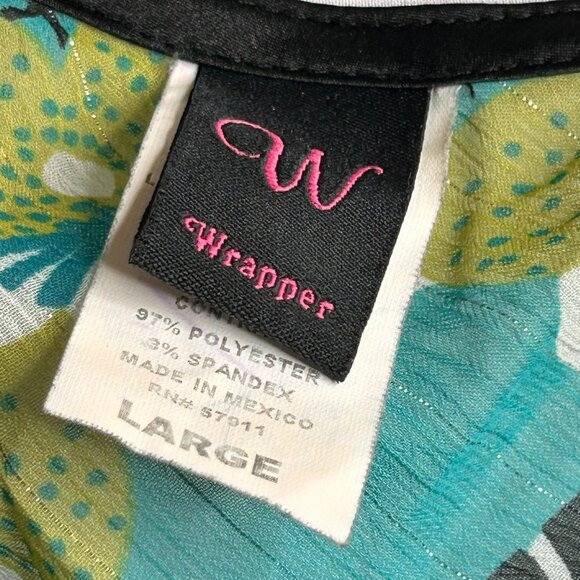 W
Wrapper
97% POLYESTER
3% SPANDEX
MADE IN MEXICO
RN# 57011
LARGE